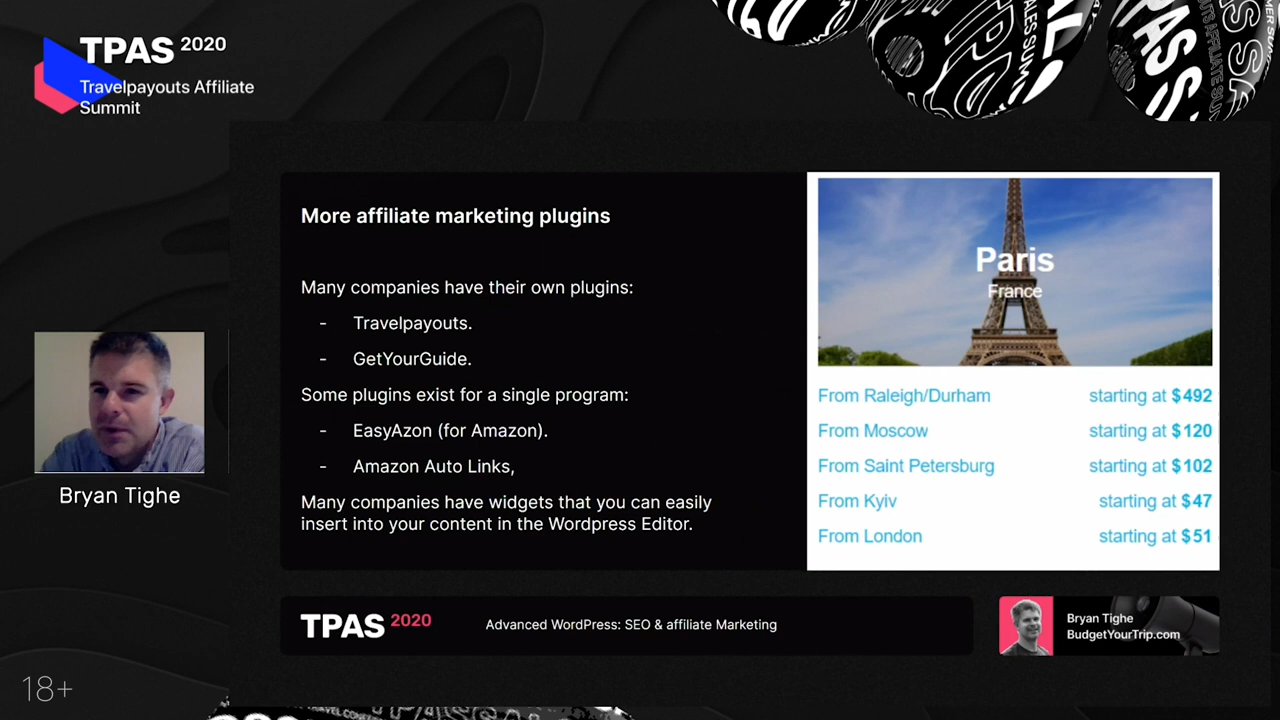 TPAS 2020
Travelpayouts Affiliate
Summit
More affiliate marketing plugins
Many companies have their own plugins:
- Travelpayouts.
- GetYourGuide.
Some plugins exist for a single program:
- EasyAzon (for Amazon).
- Amazon Auto Links,
Many companies have widgets that you can easily
insert into your content in the Wordpress Editor.
Paris
France
From Raleigh/Durham starting at $492
From Moscow starting at $120
From Saint Petersburg starting at $102
From Kyiv starting at $47
From London starting at $51
Bryan Tighe
TPAS 2020
Advanced WordPress: SEO & affiliate Marketing
Bryan Tighe
BudgetYourTrip.com
18+